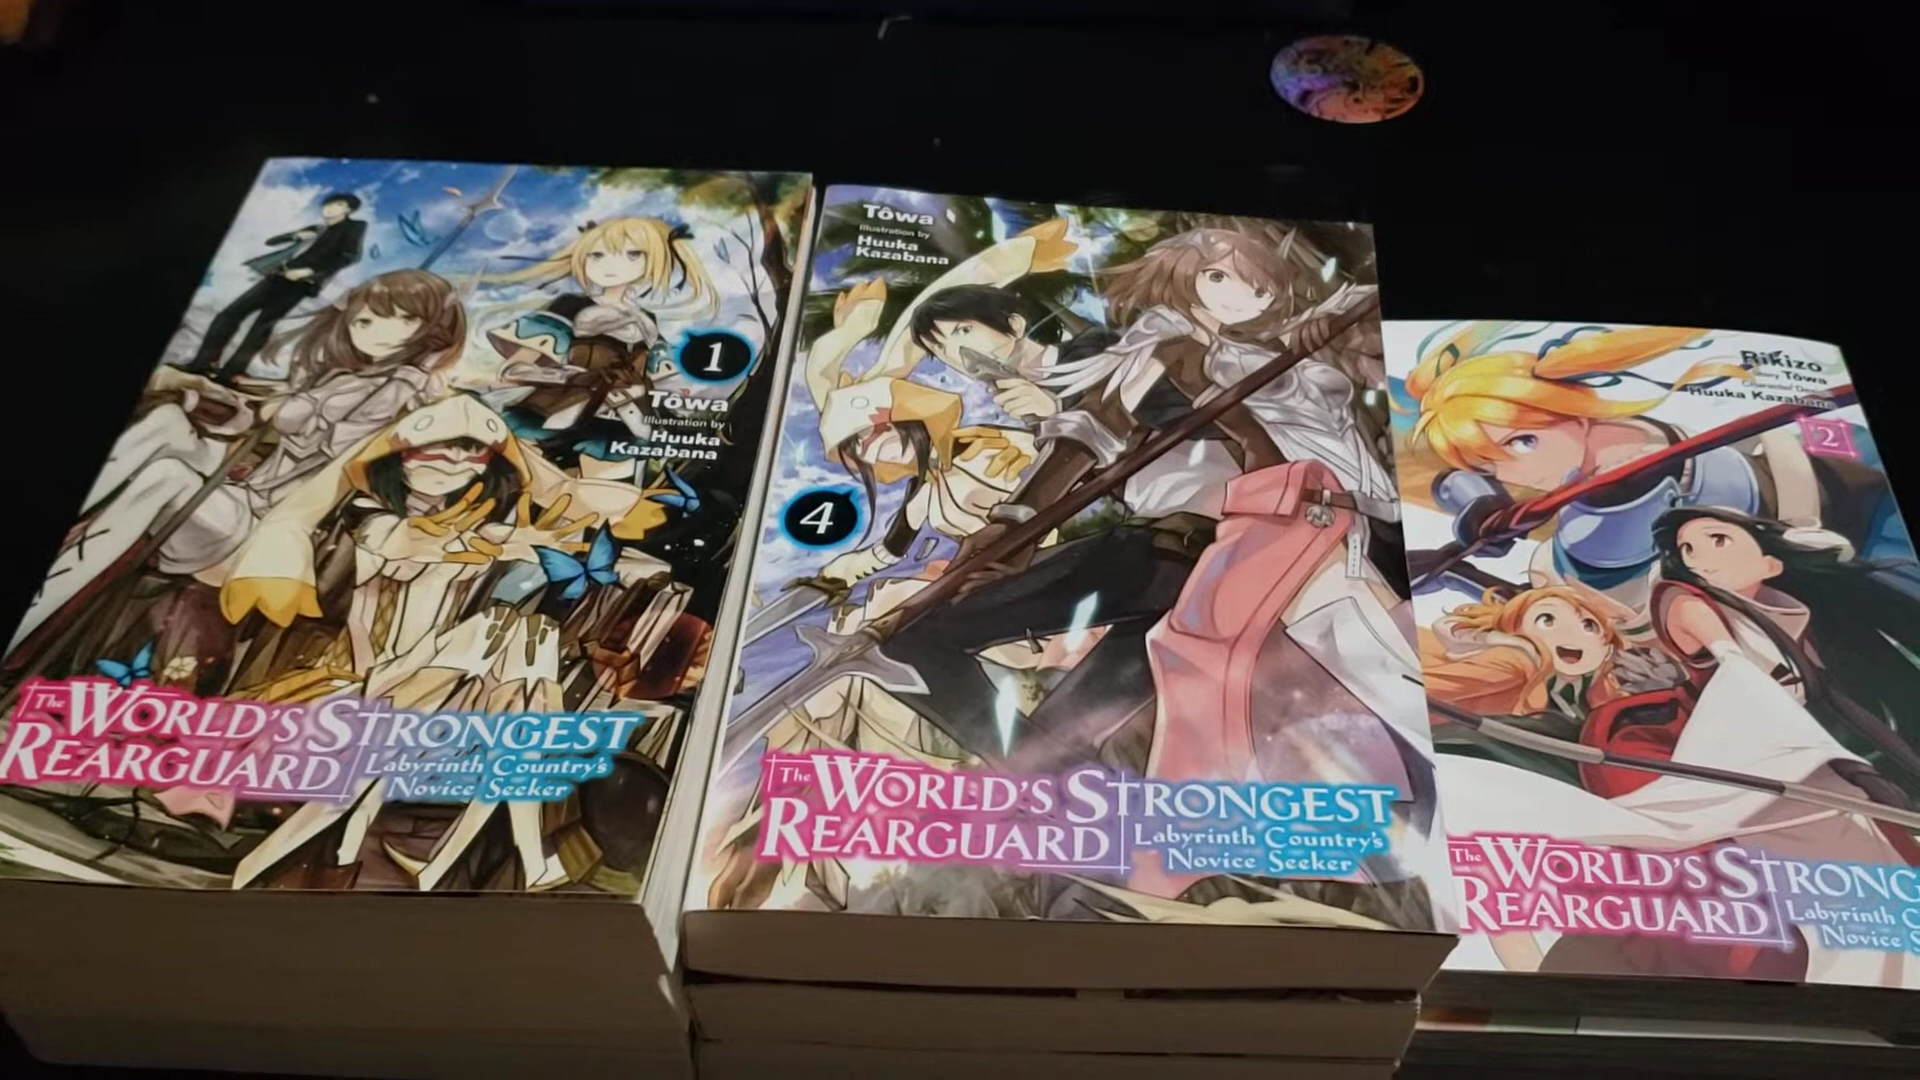 1
Tôwa
Illustration by
Huuka
Kazabana
The WORLD'S STRONGEST
REARGUARD
Labyrinth Country's
Novice Seeker
Tôwa
Illustration by
Huuka
Kazabana
4
The WORLD'S STRONGEST
REARGUARD
Labyrinth Country's
Novice Seeker
Rikizo
Tôwa
Huuka Kazabana
2
The WORLD'S STRONG
REARGUARD
Labyrinth C
Novice S